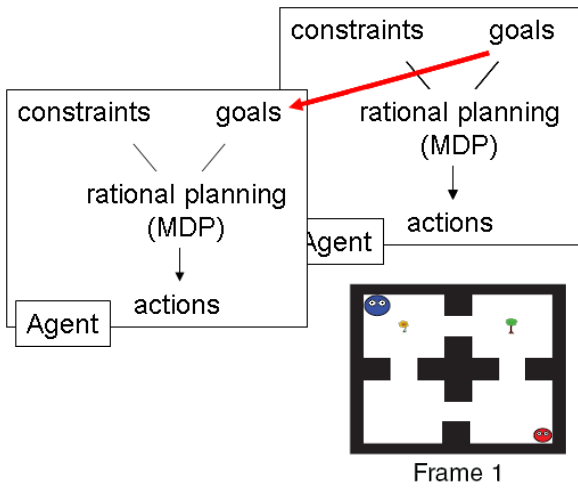 constraints goals
rational planning
(MDP)
actions
Agent
constraints goals
rational planning
(MDP)
actions
Agent
Frame 1